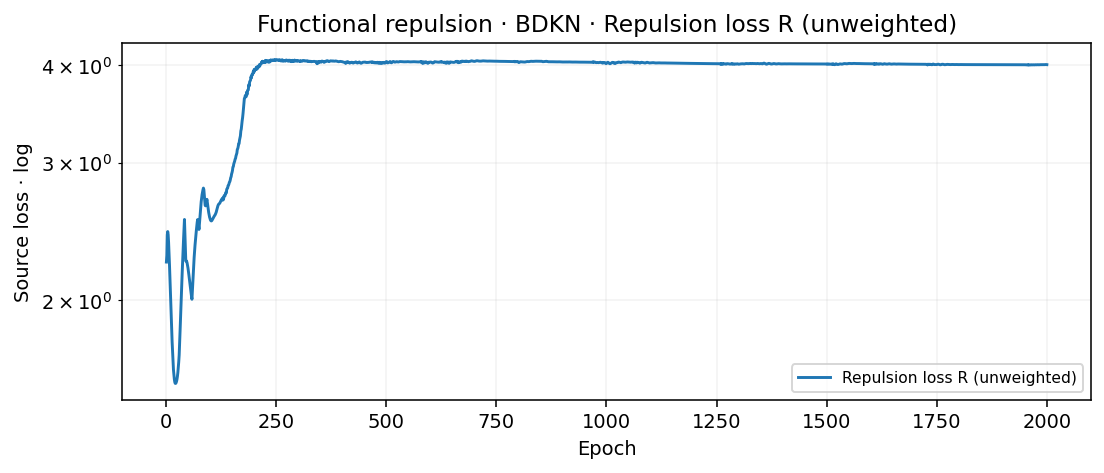 Functional repulsion · BDKN · Repulsion loss R (unweighted)
Source loss · log
4 × 10⁰
3 × 10⁰
2 × 10⁰
Repulsion loss R (unweighted)
0 250 500 750 1000 1250 1500 1750 2000
Epoch